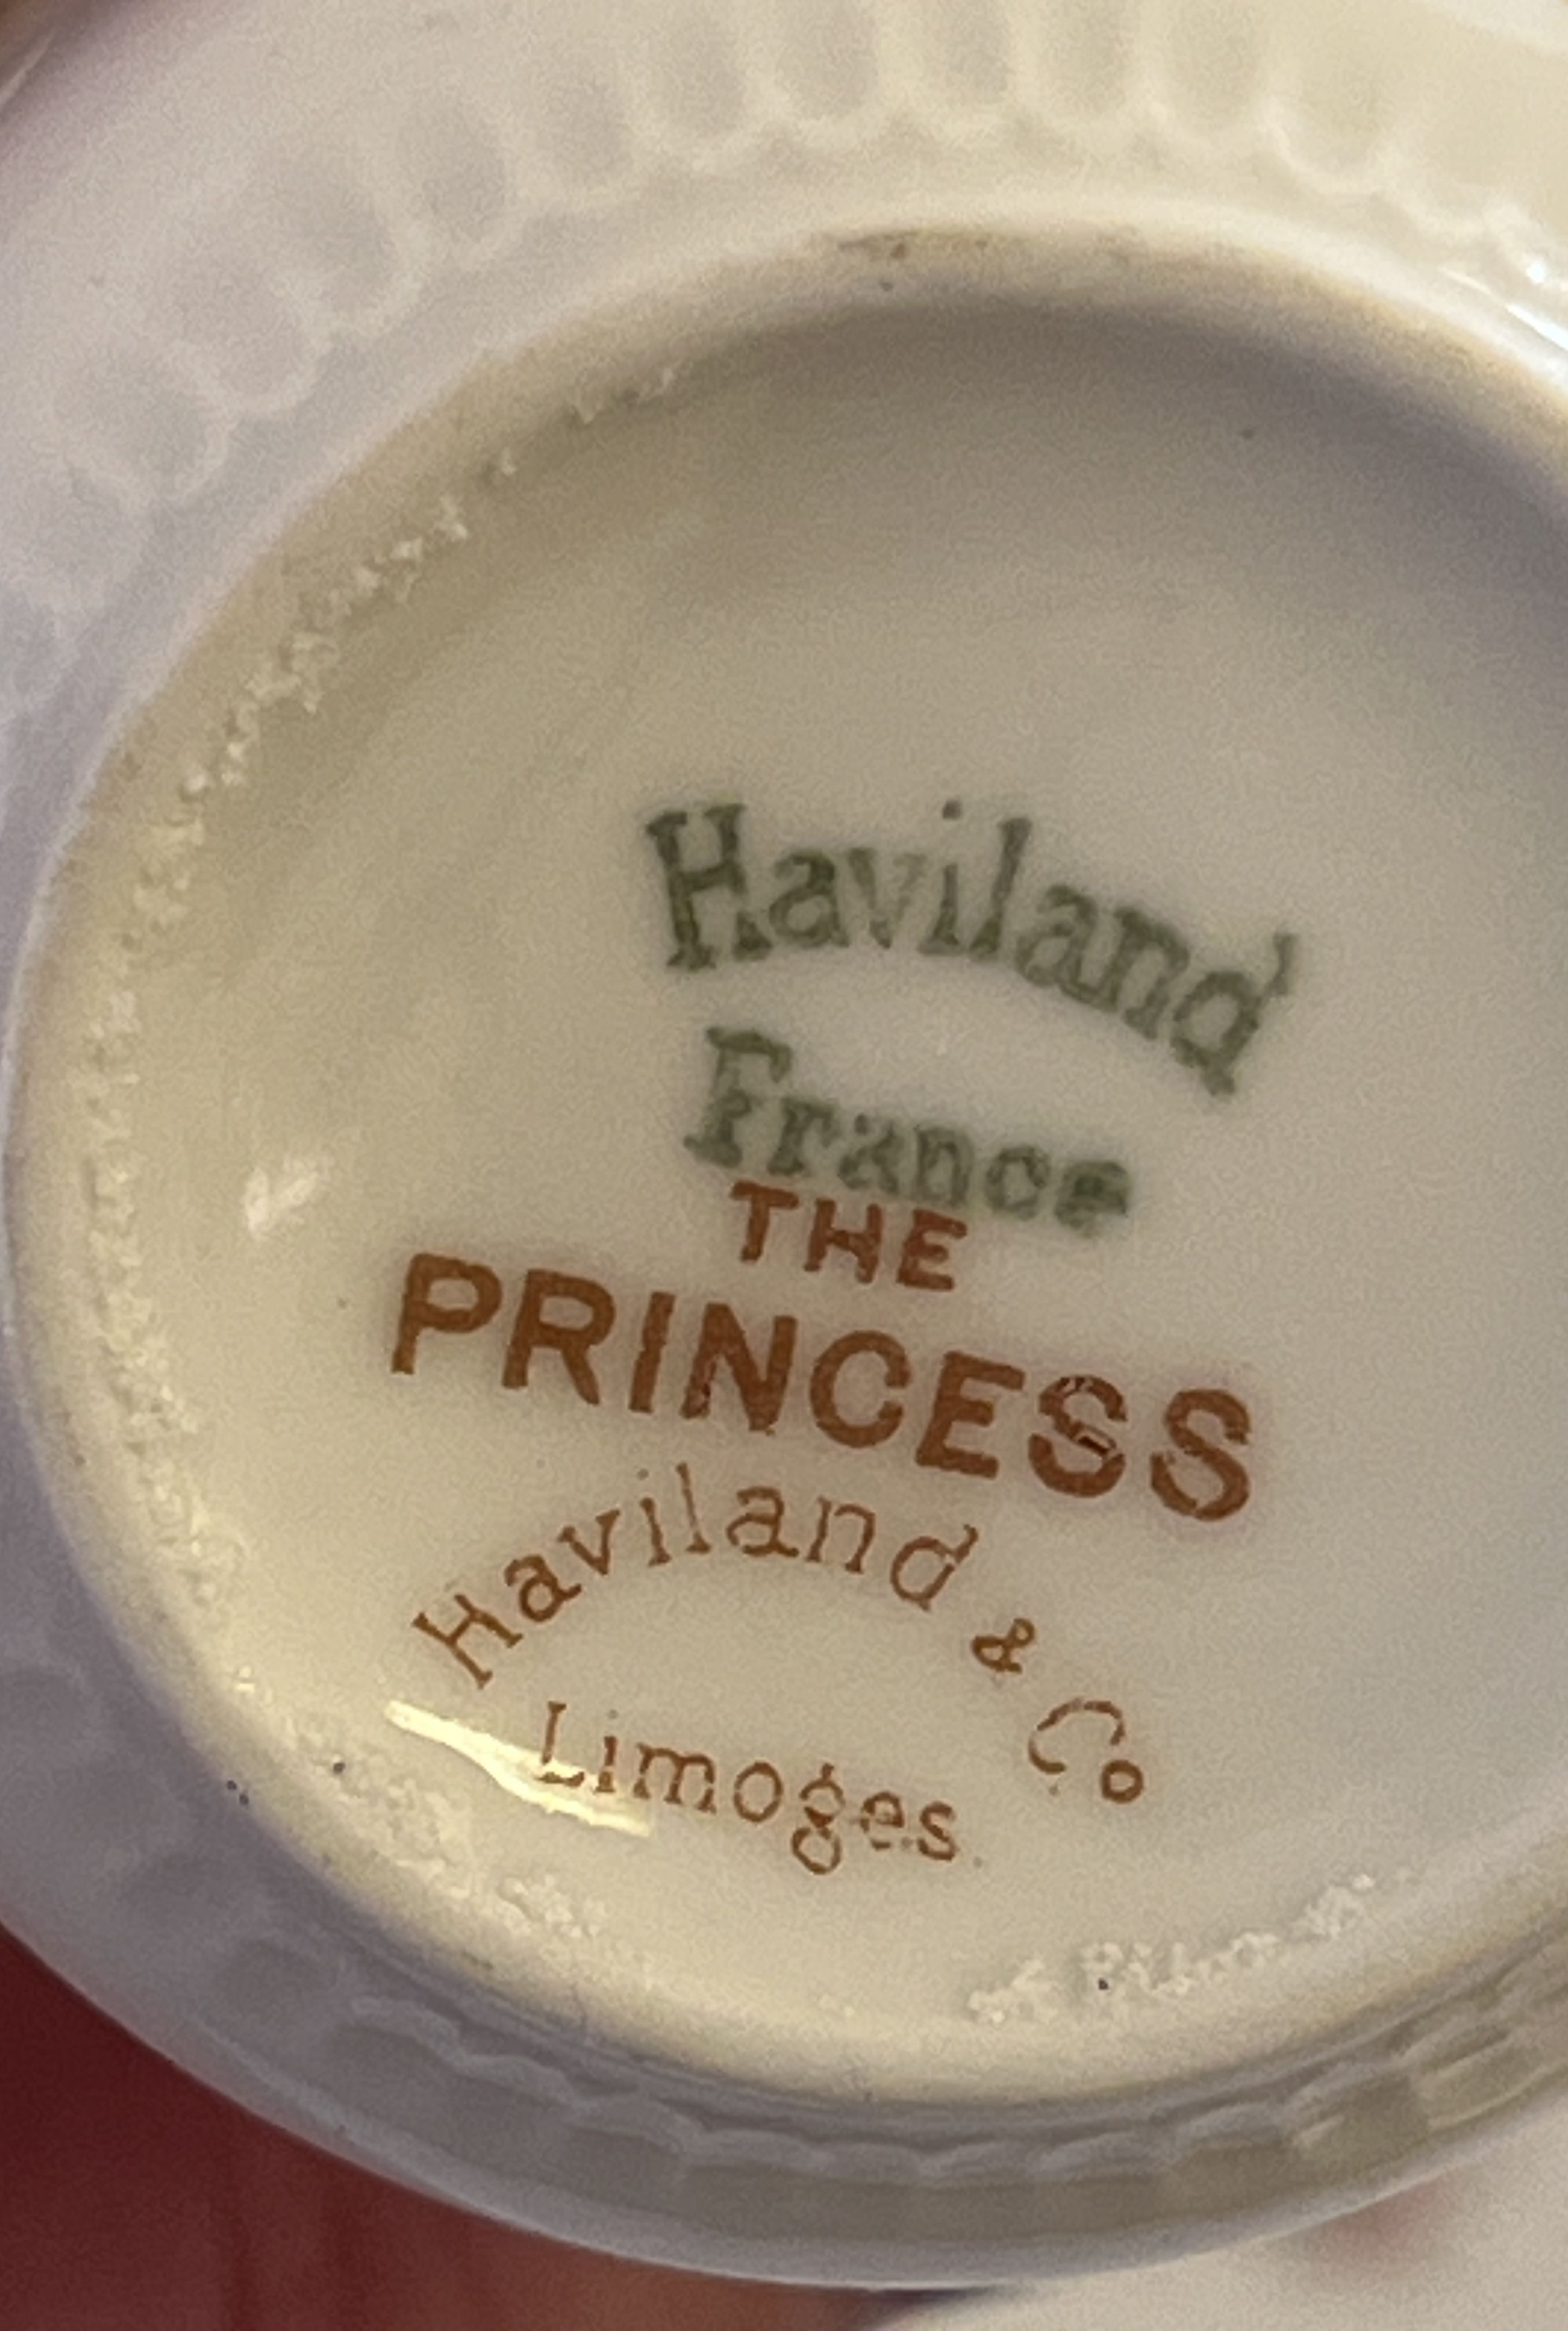 Haviland
France
THE
PRINCESS
Haviland & Co
Limoges